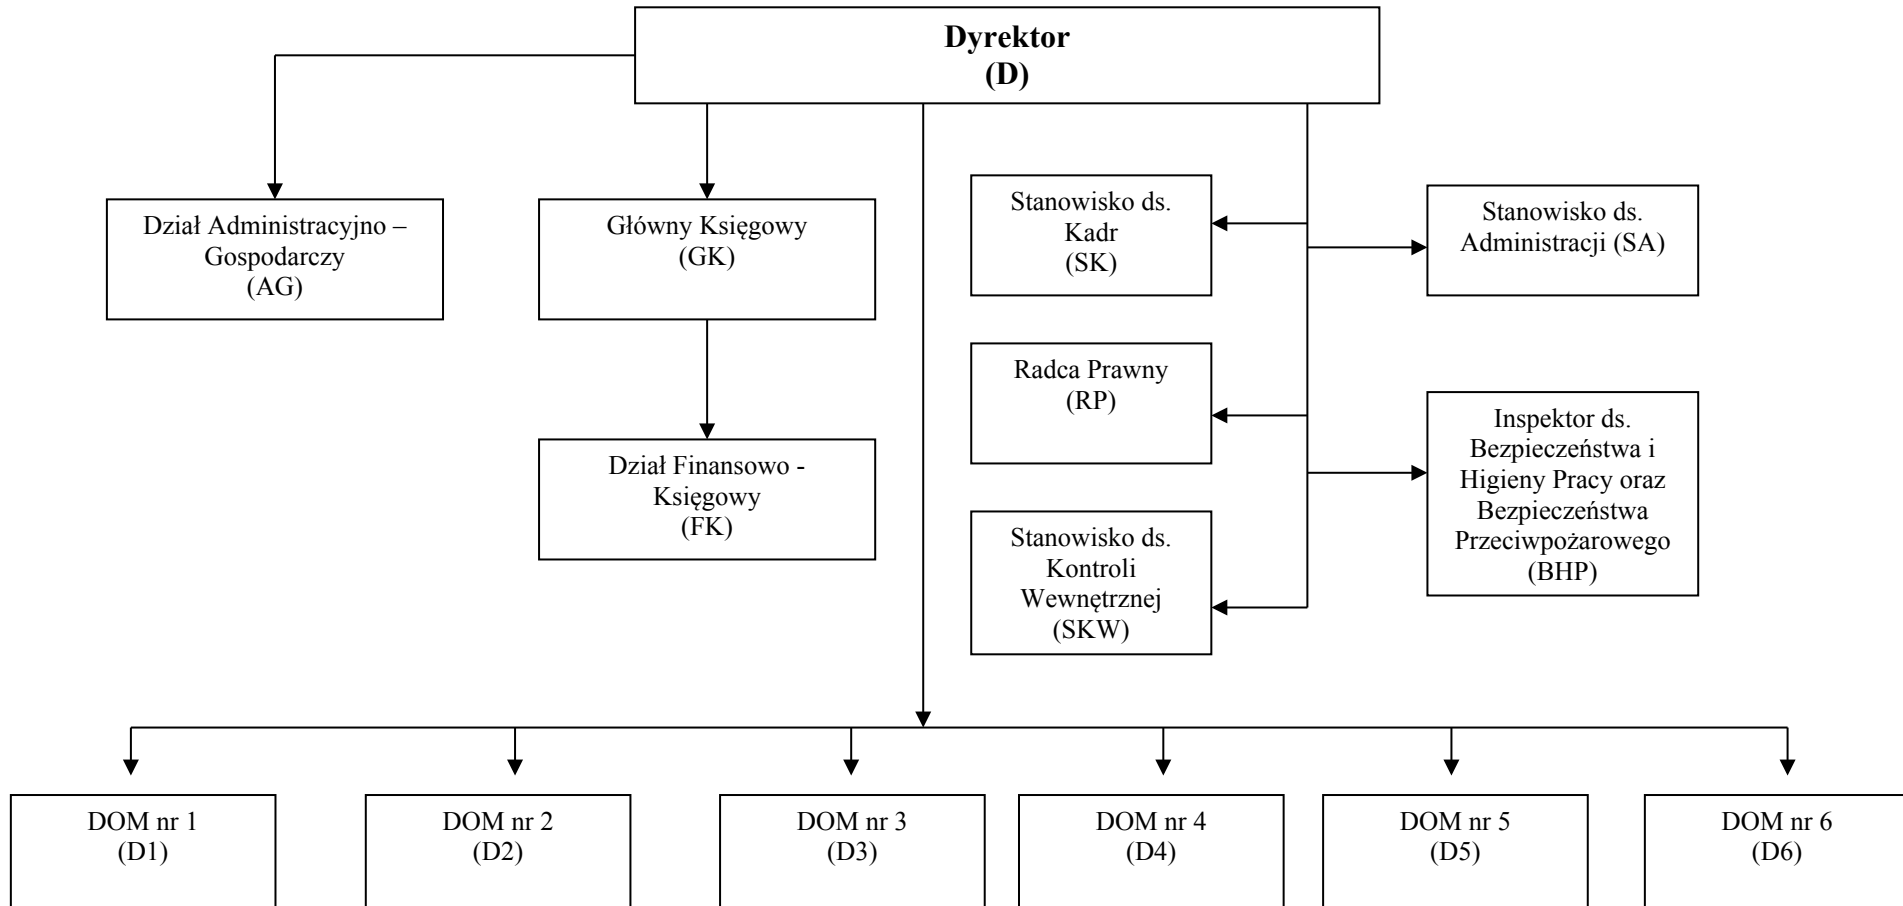 Dyrektor
(D)
Dział Administracyjno –
Gospodarczy
(AG)
Główny Księgowy
(GK)
Stanowisko ds.
Kadr
(SK)
Stanowisko ds.
Administracji (SA)
Radca Prawny
(RP)
Inspektor ds.
Bezpieczeństwa i
Higieny Pracy oraz
Bezpieczeństwa
Przeciwpożarowego
(BHP)
Dział Finansowo -
Księgowy
(FK)
Stanowisko ds.
Kontroli
Wewnętrznej
(SKW)
DOM nr 1
(D1)
DOM nr 2
(D2)
DOM nr 3
(D3)
DOM nr 4
(D4)
DOM nr 5
(D5)
DOM nr 6
(D6)